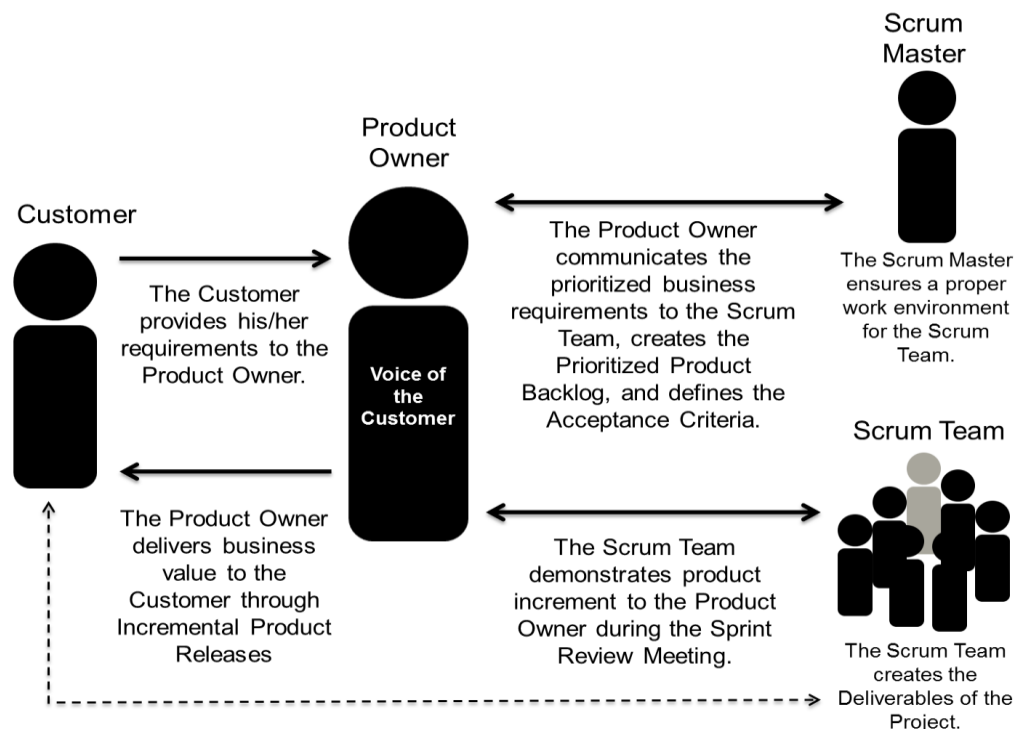 Scrum
Master
Product
Owner
Customer
The Customer
provides his/her
requirements to the
Product Owner.
Voice of
the
Customer
The Product Owner
communicates the
prioritized business
requirements to the Scrum
Team, creates the
Prioritized Product
Backlog, and defines the
Acceptance Criteria.
The Scrum Master
ensures a proper
work environment
for the Scrum
Team.
Scrum Team
The Product Owner
delivers business
value to the
Customer through
Incremental Product
Releases
The Scrum Team
demonstrates product
increment to the Product
Owner during the Sprint
Review Meeting.
The Scrum Team
creates the
Deliverables of the
Project.